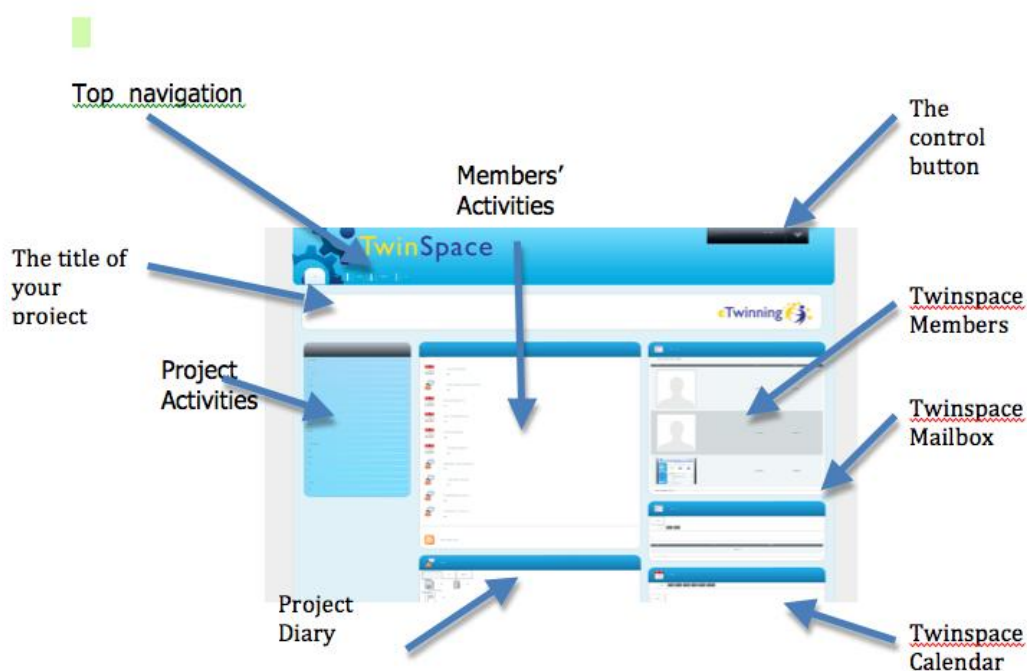 Top navigation
The
control
button
Members’
Activities
TwinSpace
The title of
your
project
eTwinning
Twinspace
Members
Project
Activities
Twinspace
Mailbox
Project
Diary
Twinspace
Calendar